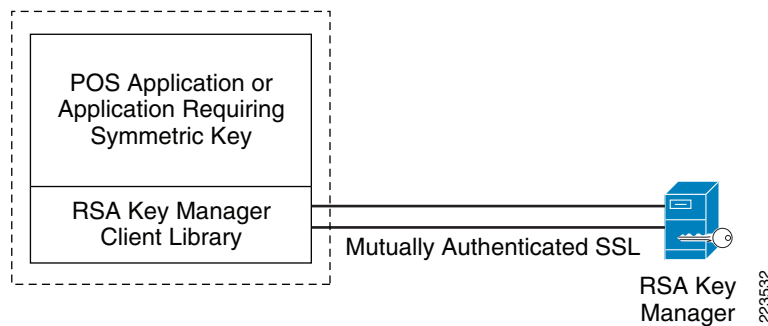 POS Application or
Application Requiring
Symmetric Key
RSA Key Manager
Client Library
Mutually Authenticated SSL
RSA Key
Manager
223532